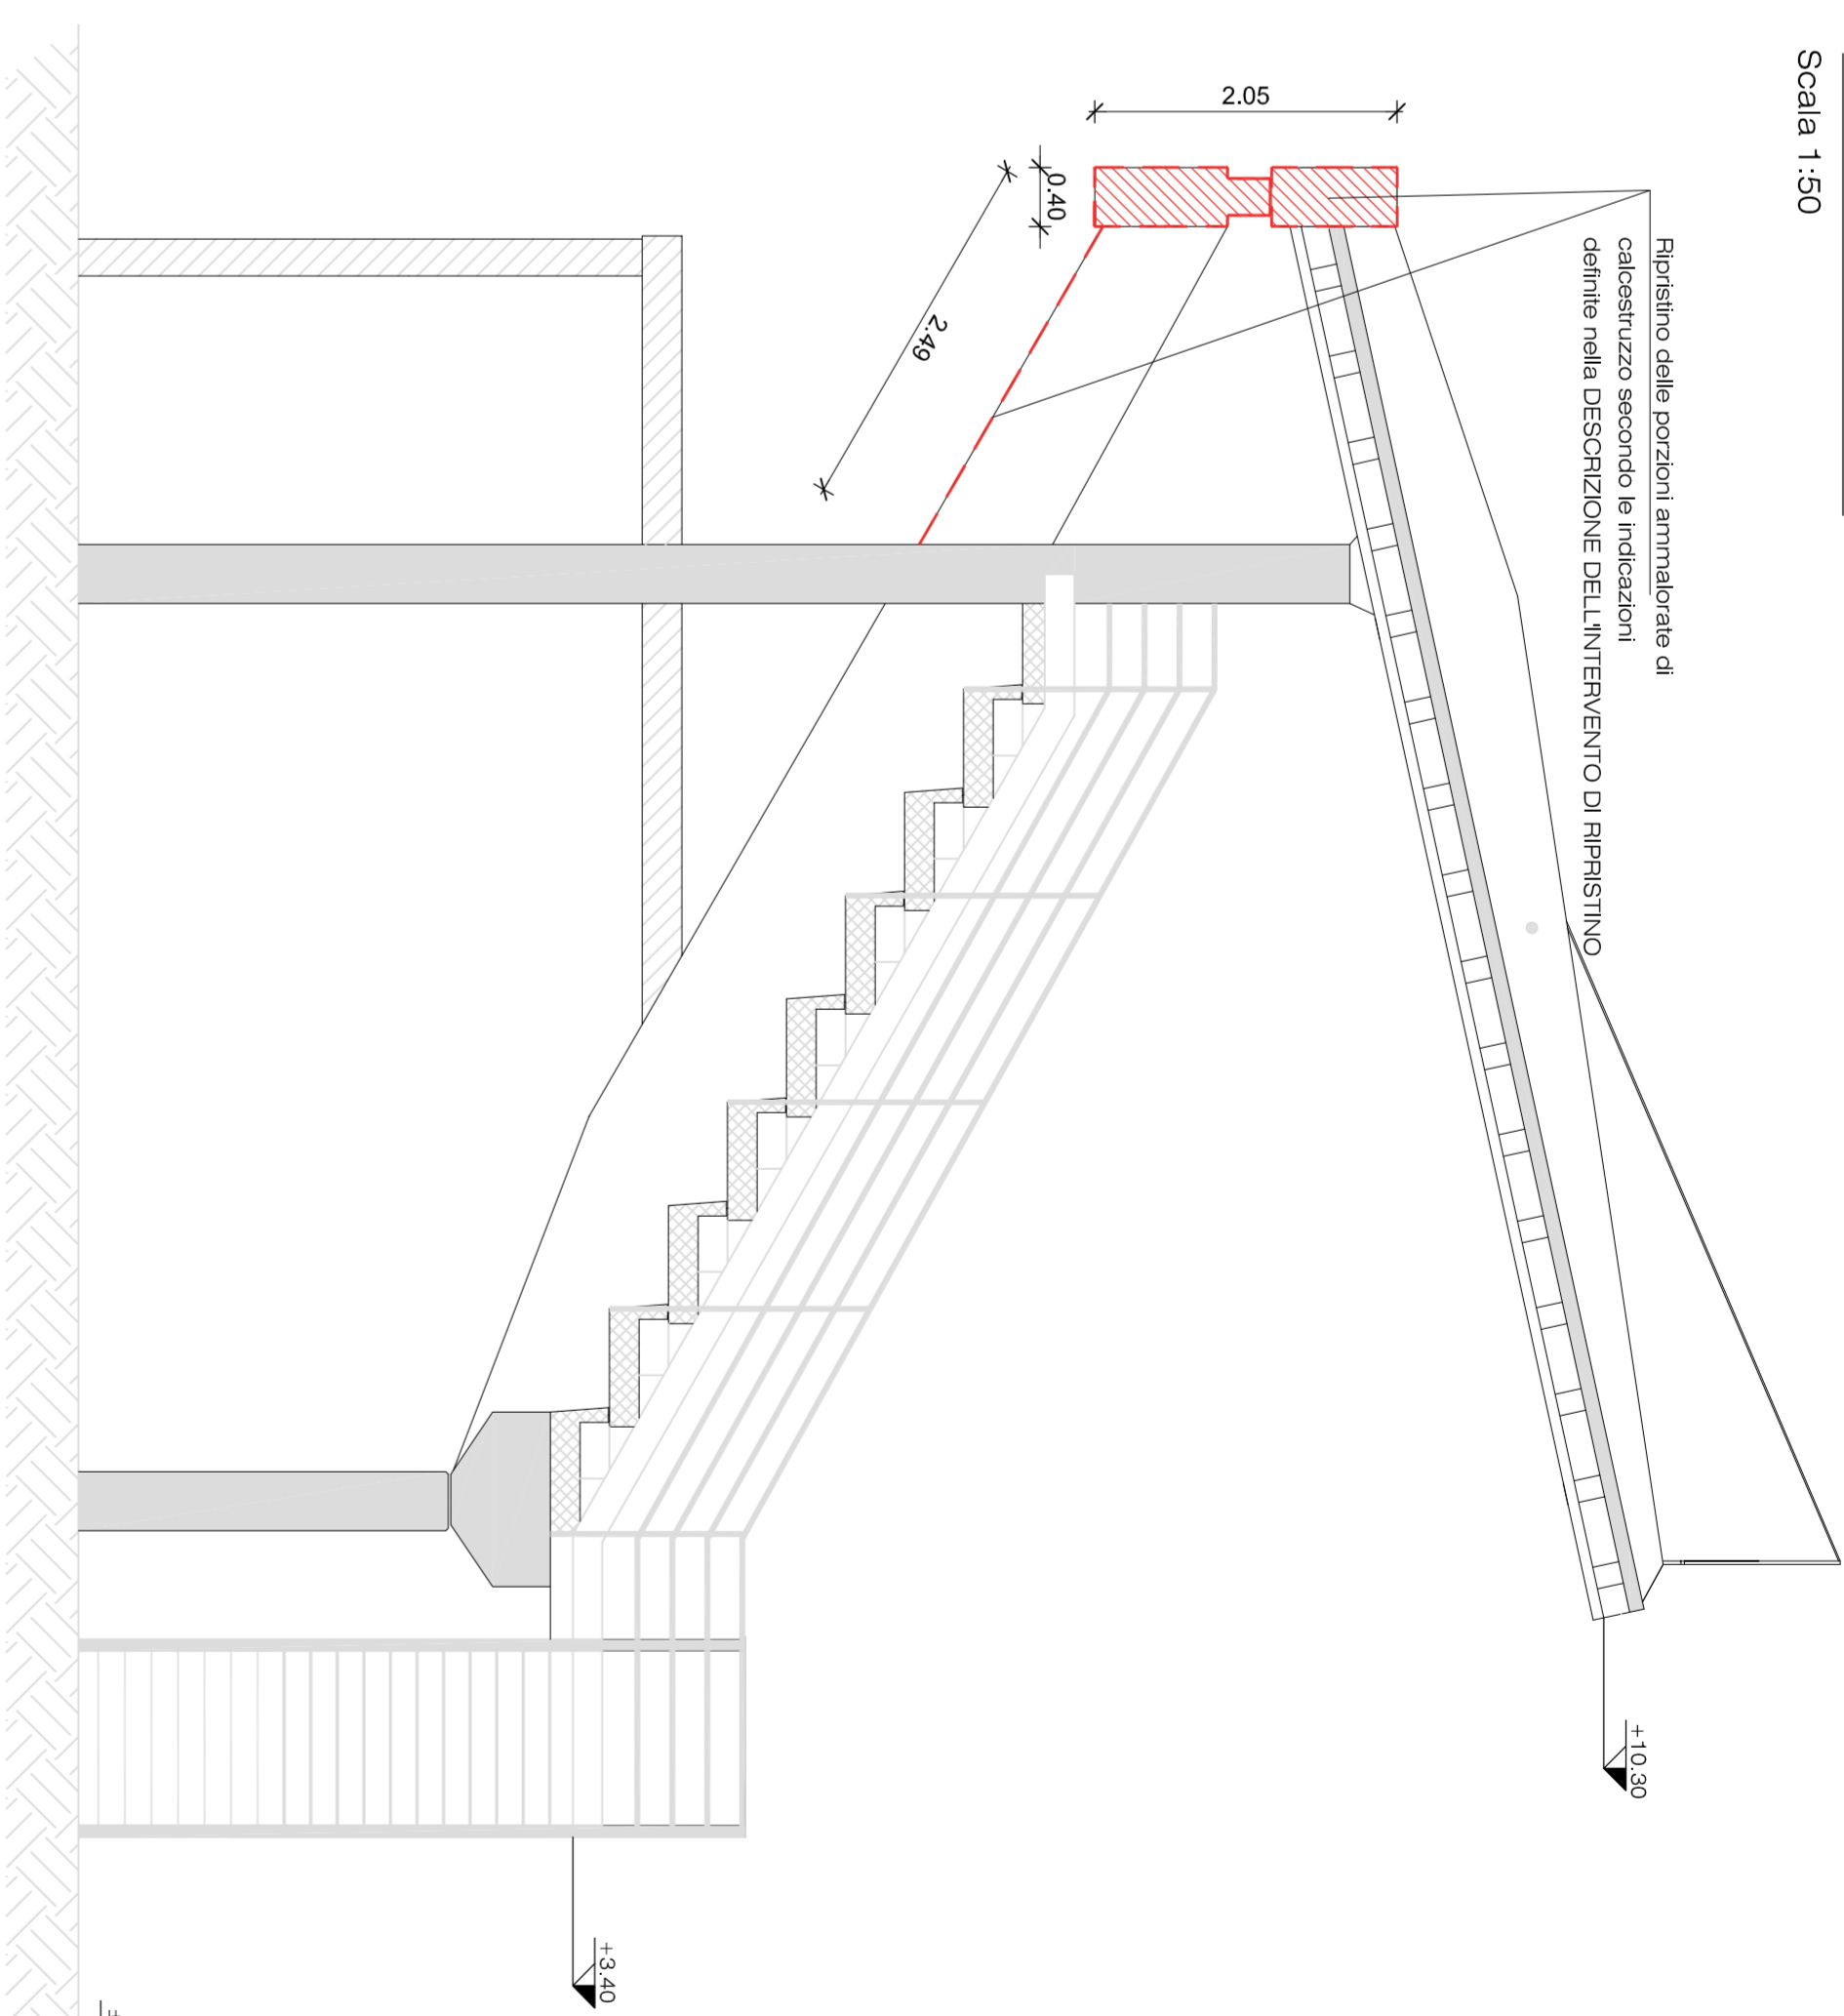 Scala 1:50
Ripristino delle porzioni ammalorate di
calcestruzzo secondo le indicazioni
definite nella DESCRIZIONE DELL'INTERVENTO DI RIPRISTINO
2.05
0.40
2.49
+10.30
+3.40